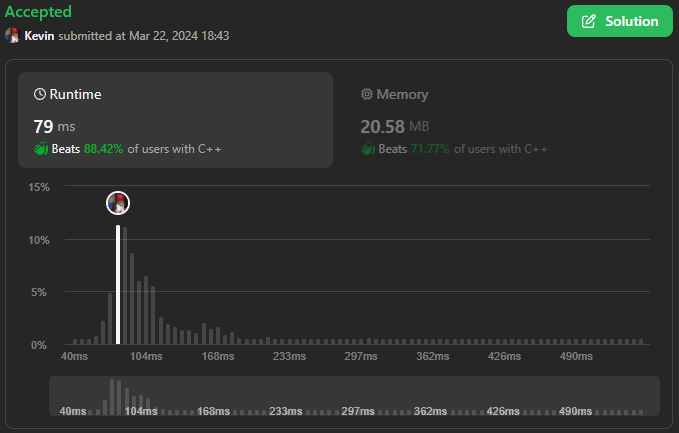 Accepted
Kevin submitted at Mar 22, 2024 18:43
Solution
Runtime
79 ms
Beats 88.42% of users with C++
Memory
20.58 MB
Beats 71.77% of users with C++
15%
10%
5%
0%
40ms 104ms 168ms 233ms 297ms 362ms 426ms 490ms
40ms 104ms 168ms 233ms 297ms 362ms 426ms 490ms